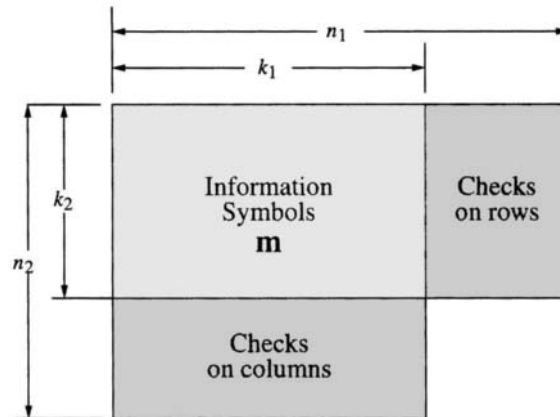 n₁
k₁
k₂
n₂
Information
Symbols
m
Checks
on rows
Checks
on columns